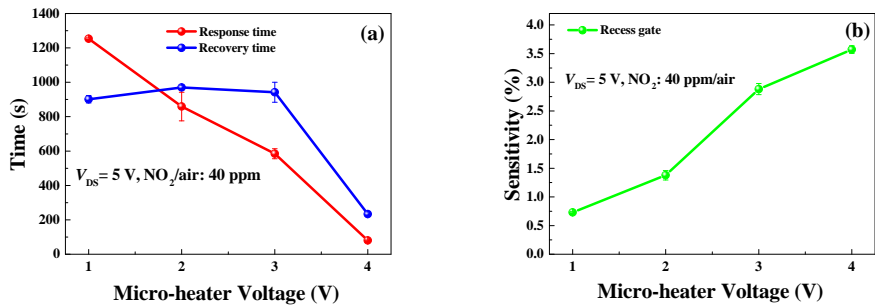 (a)
Response time
Recovery time
V_DS= 5 V, NO₂/air: 40 ppm
Time (s)
1400
1200
1000
800
600
400
200
0
1 2 3 4
Micro-heater Voltage (V)
(b)
Recess gate
V_DS= 5 V, NO₂: 40 ppm/air
Sensitivity (%)
4.0
3.5
3.0
2.5
2.0
1.5
1.0
0.5
0.0
1 2 3 4
Micro-heater Voltage (V)